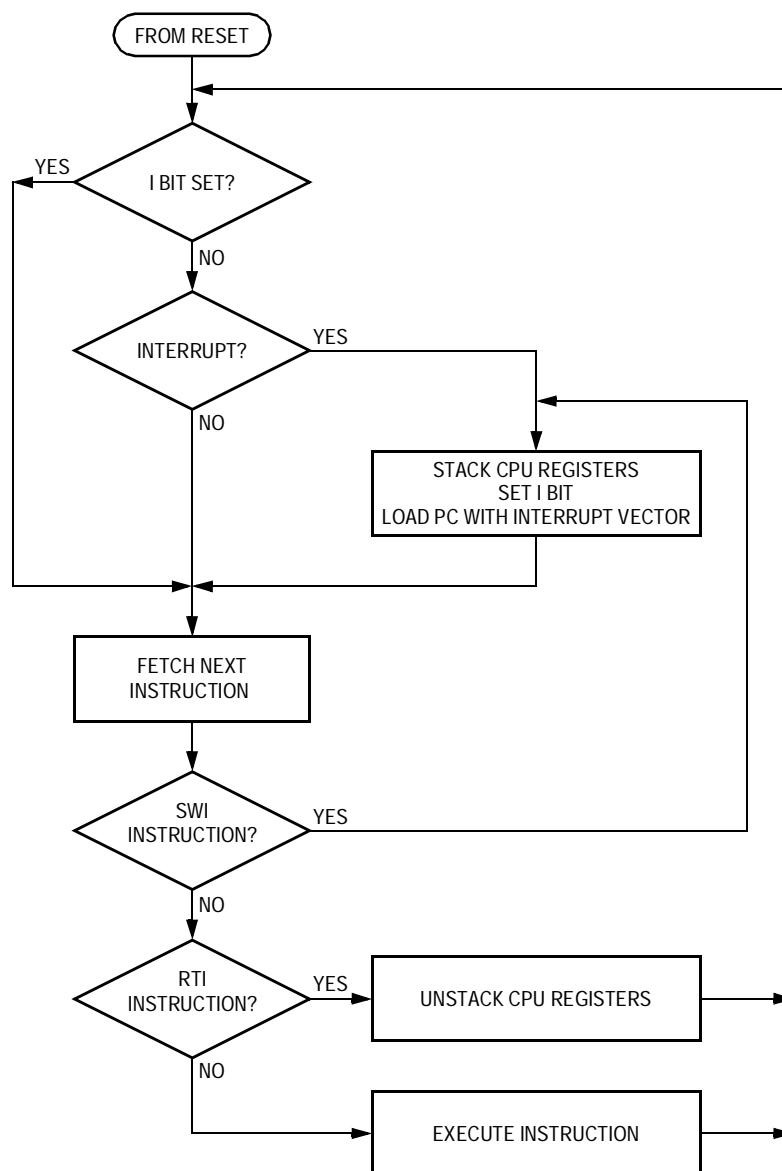 FROM RESET
YES
I BIT SET?
NO
INTERRUPT?
YES
NO
STACK CPU REGISTERS
SET I BIT
LOAD PC WITH INTERRUPT VECTOR
FETCH NEXT
INSTRUCTION
SWI
INSTRUCTION?
YES
NO
RTI
INSTRUCTION?
YES
UNSTACK CPU REGISTERS
NO
EXECUTE INSTRUCTION